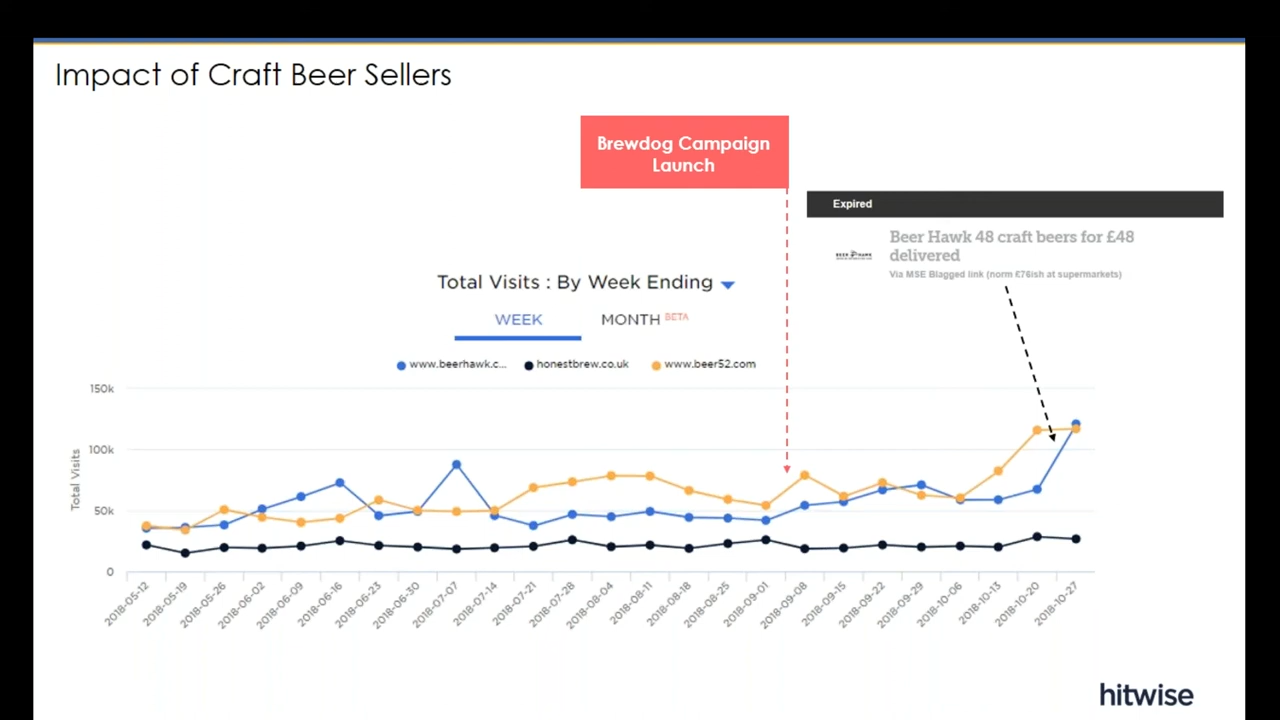 Impact of Craft Beer Sellers
Brewdog Campaign
Launch
Expired
BEER HAWK
Beer Hawk 48 craft beers for £48
delivered
Via MSE Blagged link (norm £76ish at supermarkets)
Total Visits : By Week Ending
WEEK
MONTH BETA
www.beerhawk.c...
honestbrew.co.uk
www.beer52.com
150k
100k
50k
0
Total Visits
2018-05-12
2018-05-19
2018-05-26
2018-06-02
2018-06-09
2018-06-16
2018-06-23
2018-06-30
2018-07-07
2018-07-14
2018-07-21
2018-07-28
2018-08-04
2018-08-11
2018-08-18
2018-08-25
2018-09-01
2018-09-08
2018-09-15
2018-09-22
2018-09-29
2018-10-06
2018-10-13
2018-10-20
2018-10-27
hitwise